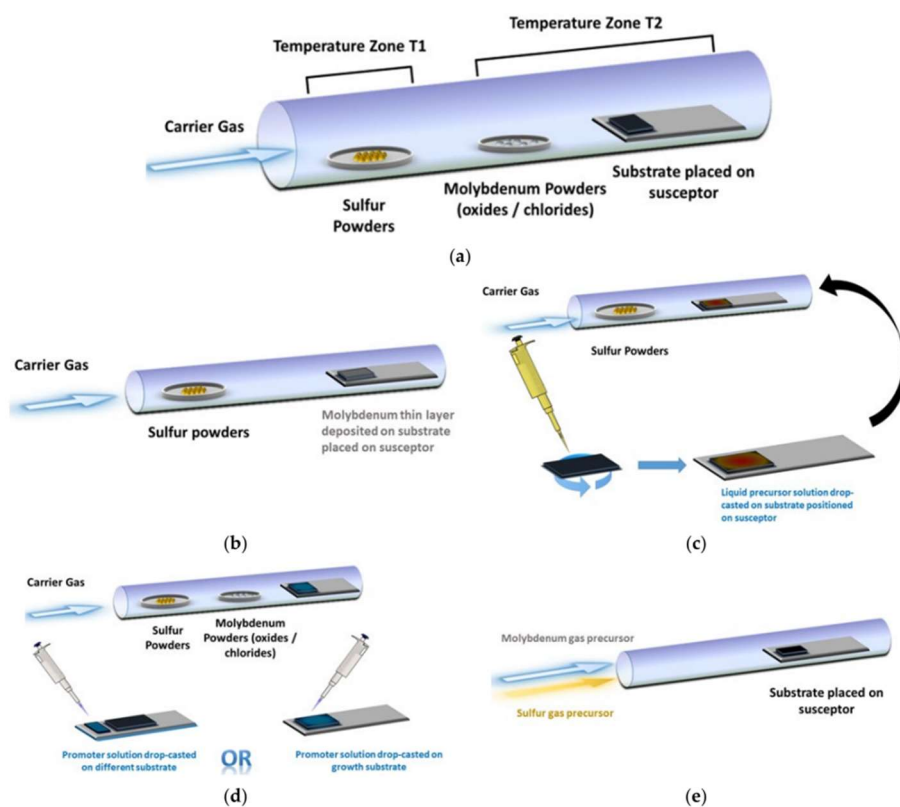 Temperature Zone T1
Temperature Zone T2
Carrier Gas
Sulfur
Powders
Molybdenum Powders
(oxides / chlorides)
Substrate placed on
susceptor
(a)
Carrier Gas
Sulfur powders
Molybdenum thin layer
deposited on substrate
placed on susceptor
(b)
Carrier Gas
Sulfur Powders
Liquid precursor solution drop-
casted on substrate positioned
on susceptor
(c)
Carrier Gas
Sulfur
Powders
Molybdenum
Powders (oxides /
chlorides)
Promoter solution drop-casted
on different substrate
OR
Promoter solution drop-casted on
growth substrate
(d)
Molybdenum gas precursor
Sulfur gas precursor
Substrate placed on
susceptor
(e)